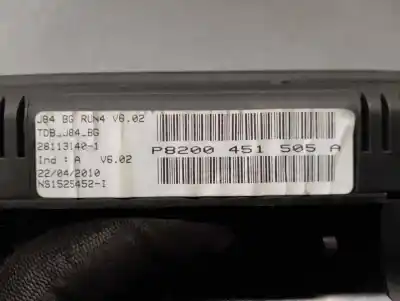 J84 BG RUN4 V6.02
TDB_J84_BG
28113140-1
Ind : A V6.02
22/04/2010
NS1525452-I
P8200 451 505 A